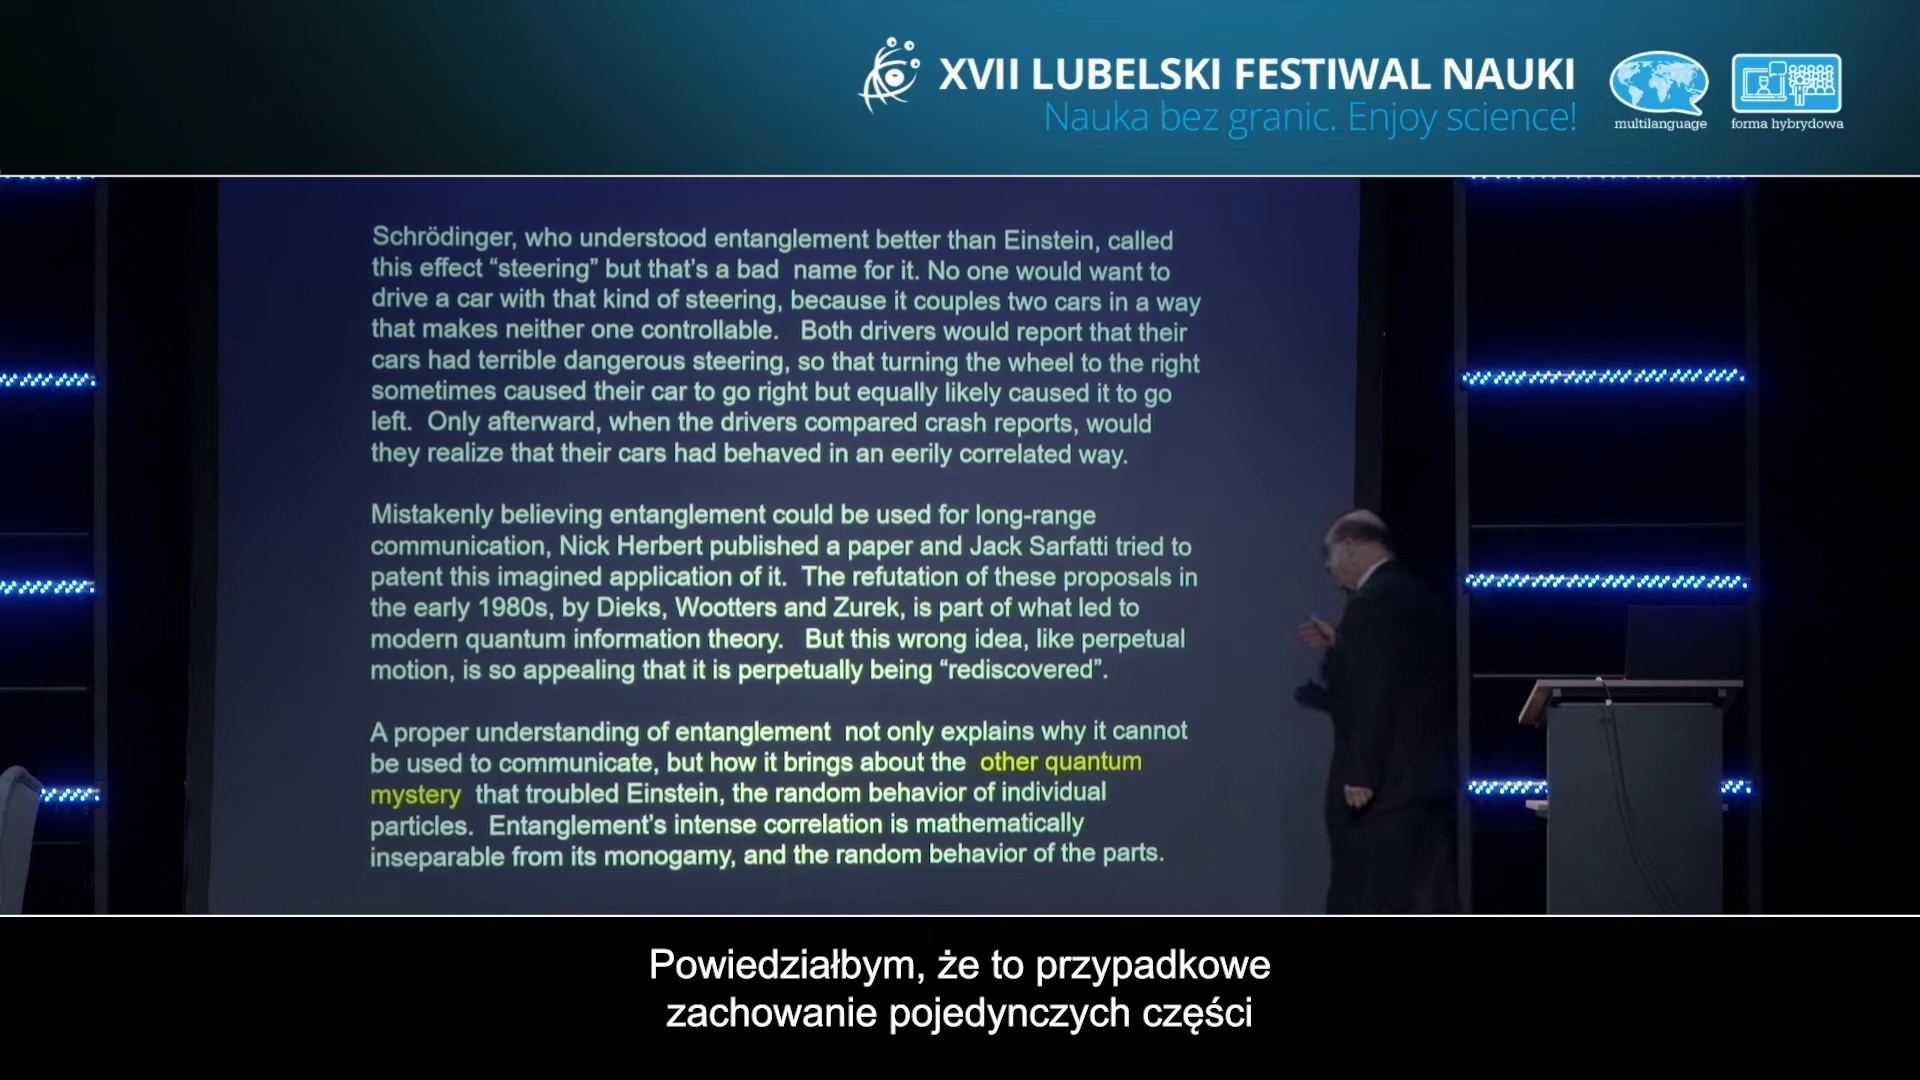 XVII LUBELSKI FESTIWAL NAUKI
Nauka bez granic. Enjoy science!
multilanguage
forma hybrydowa
Schrödinger, who understood entanglement better than Einstein, called
this effect “steering” but that’s a bad name for it. No one would want to
drive a car with that kind of steering, because it couples two cars in a way
that makes neither one controllable. Both drivers would report that their
cars had terrible dangerous steering, so that turning the wheel to the right
sometimes caused their car to go right but equally likely caused it to go
left. Only afterward, when the drivers compared crash reports, would
they realize that their cars had behaved in an eerily correlated way.
Mistakenly believing entanglement could be used for long-range
communication, Nick Herbert published a paper and Jack Sarfatti tried to
patent this imagined application of it. The refutation of these proposals in
the early 1980s, by Dieks, Wootters and Zurek, is part of what led to
modern quantum information theory. But this wrong idea, like perpetual
motion, is so appealing that it is perpetually being “rediscovered”.
A proper understanding of entanglement not only explains why it cannot
be used to communicate, but how it brings about the other quantum
mystery that troubled Einstein, the random behavior of individual
particles. Entanglement’s intense correlation is mathematically
inseparable from its monogamy, and the random behavior of the parts.
Powiedziałbym, że to przypadkowe
zachowanie pojedynczych części